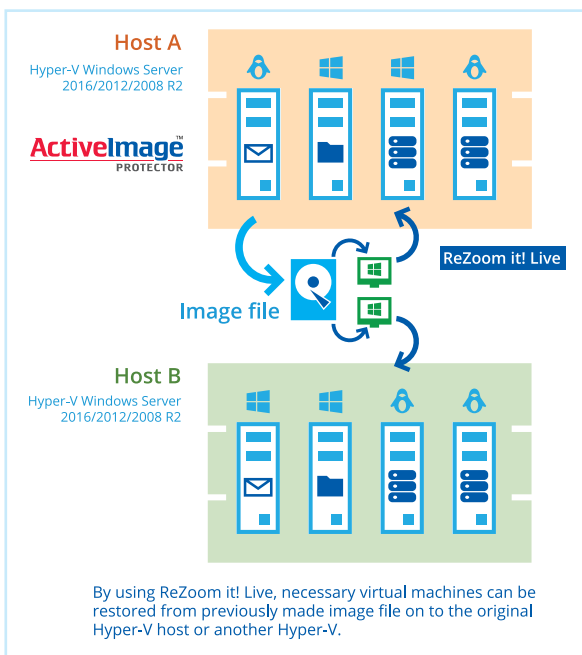 Host A
Hyper-V Windows Server
2016/2012/2008 R2
ActiveImage™
PROTECTOR
ReZoom it! Live
Image file
Host B
Hyper-V Windows Server
2016/2012/2008 R2
By using ReZoom it! Live, necessary virtual machines can be
restored from previously made image file on to the original
Hyper-V host or another Hyper-V.